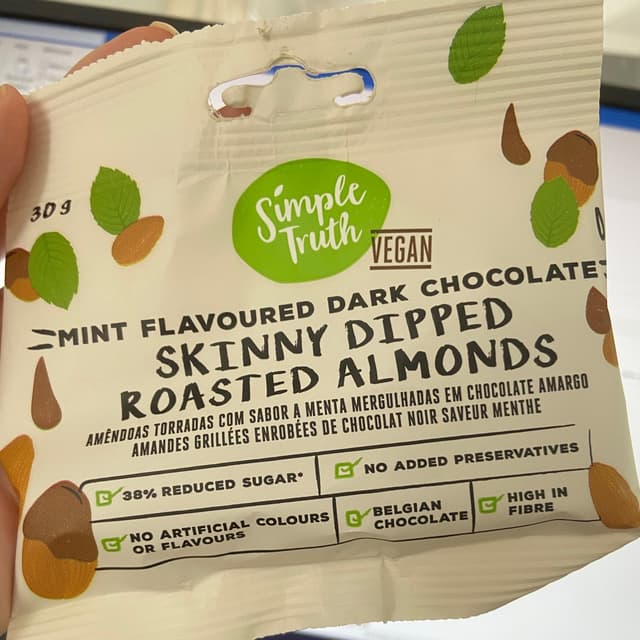 30 g
Simple
Truth
VEGAN
MINT FLAVOURED DARK CHOCOLATE
SKINNY DIPPED
ROASTED ALMONDS
AMÊNDOAS TORRADAS COM SABOR A MENTA MERGULHADAS EM CHOCOLATE AMARGO
AMANDES GRILLÉES ENROBÉES DE CHOCOLAT NOIR SAVEUR MENTHE
38% REDUCED SUGAR*
NO ADDED PRESERVATIVES
NO ARTIFICIAL COLOURS
OR FLAVOURS
BELGIAN
CHOCOLATE
HIGH IN
FIBRE